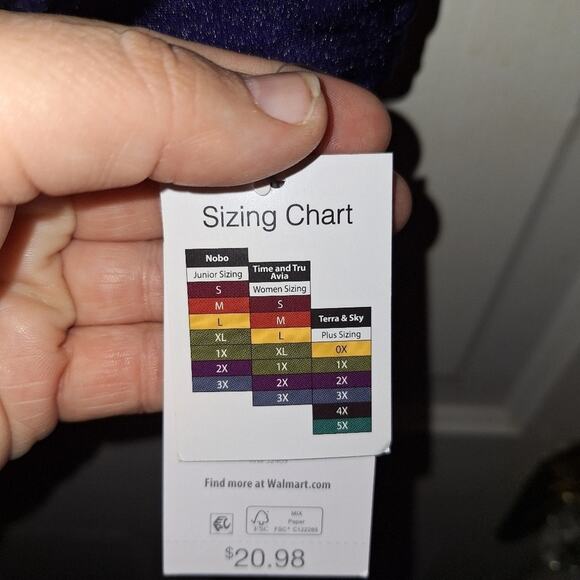 Sizing Chart
Nobo
Junior Sizing
S
M
L
XL
1X
2X
3X
Time and Tru
Avia
Women Sizing
S
M
L
XL
1X
2X
3X
Terra & Sky
Plus Sizing
0X
1X
2X
3X
4X
5X
Find more at Walmart.com
FSC
MIX
Paper
FSC® C122265
$20.98